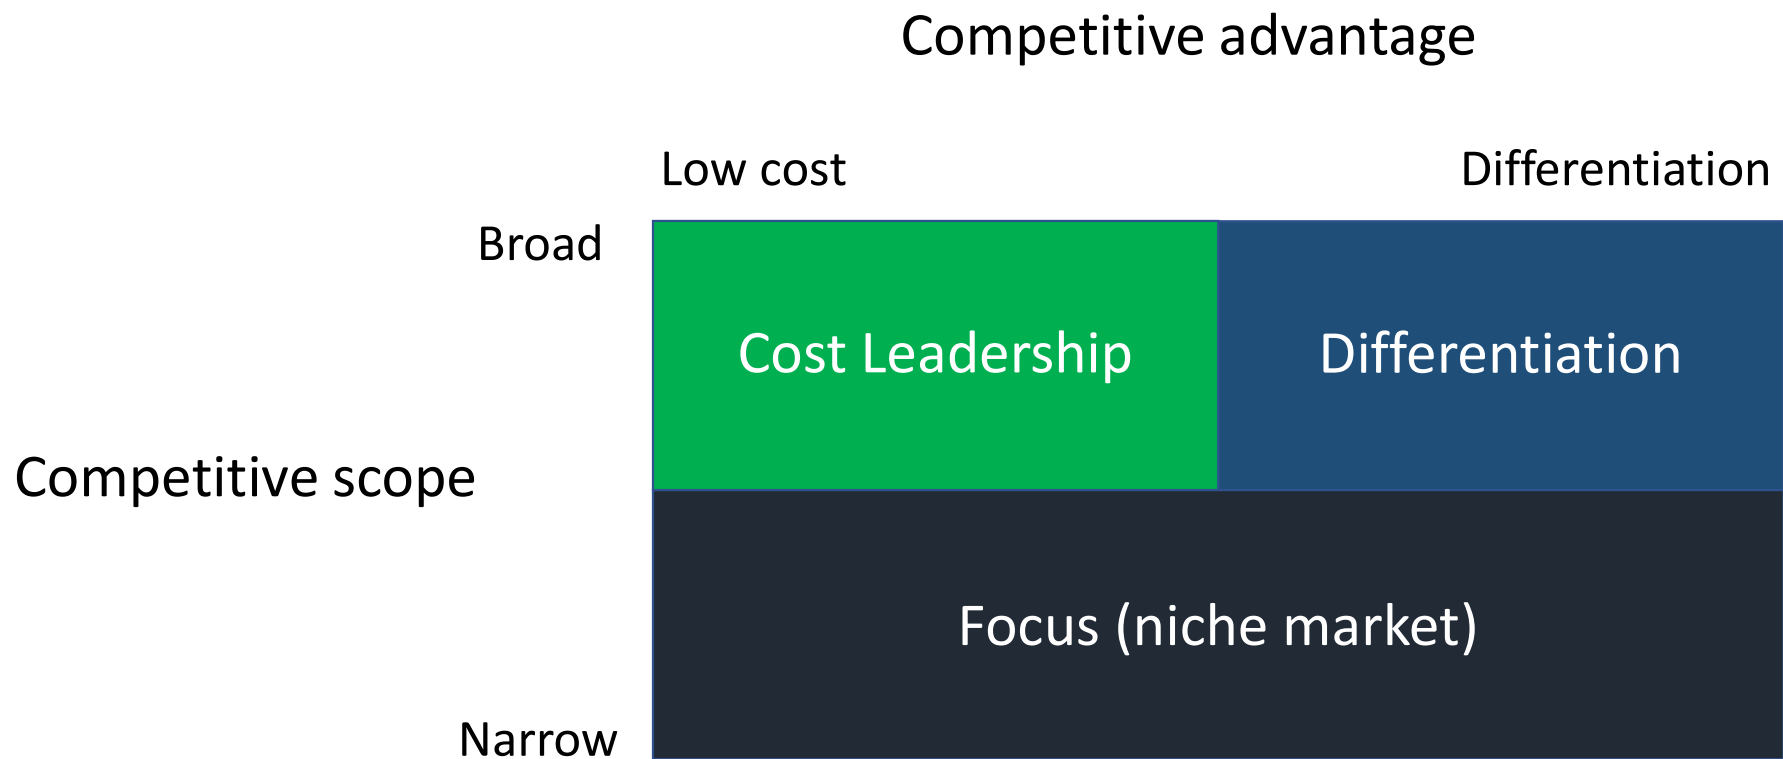 Competitive advantage
Low cost
Differentiation
Broad
Cost Leadership
Differentiation
Competitive scope
Focus (niche market)
Narrow